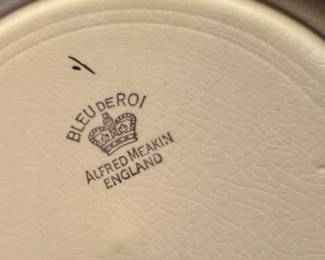 BLEU DE ROI
ALFRED MEAKIN
ENGLAND